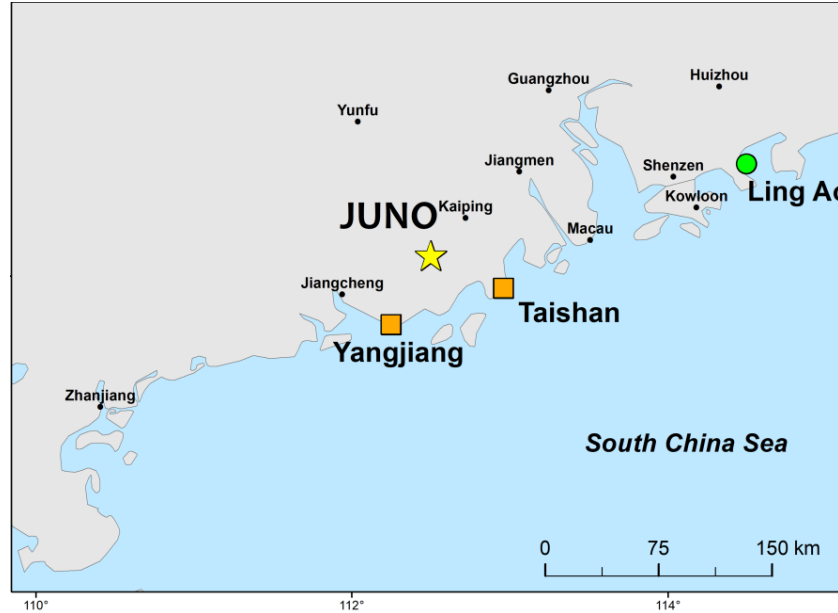 Guangzhou
Huizhou
Yunfu
Jiangmen
Shenzen
Ling Ao
Kowloon
Kaiping
JUNO
Macau
Jiangcheng
Taishan
Yangjiang
Zhanjiang
South China Sea
0 75 150 km
110° 112° 114°